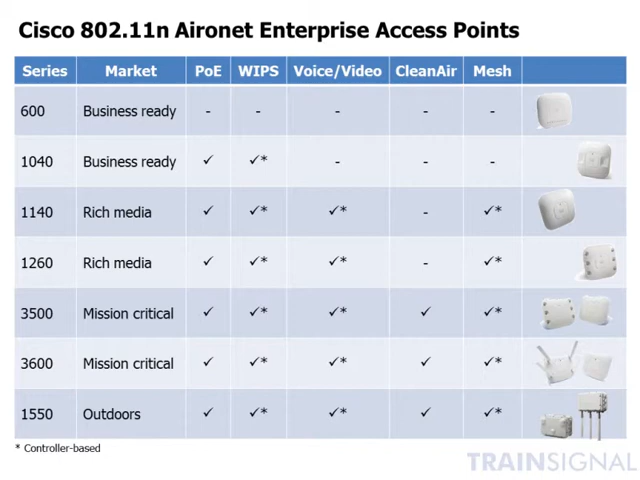 Cisco 802.11n Aironet Enterprise Access Points
Series Market PoE WIPS Voice/Video CleanAir Mesh
600 Business ready - - - - -
1040 Business ready ✓ ✓* - - -
1140 Rich media ✓ ✓* ✓* - ✓*
1260 Rich media ✓ ✓* ✓* - ✓*
3500 Mission critical ✓ ✓* ✓* ✓ ✓*
3600 Mission critical ✓ ✓* ✓* ✓ ✓*
1550 Outdoors ✓ ✓* ✓* ✓ ✓*
* Controller-based
TRAINSIGNAL